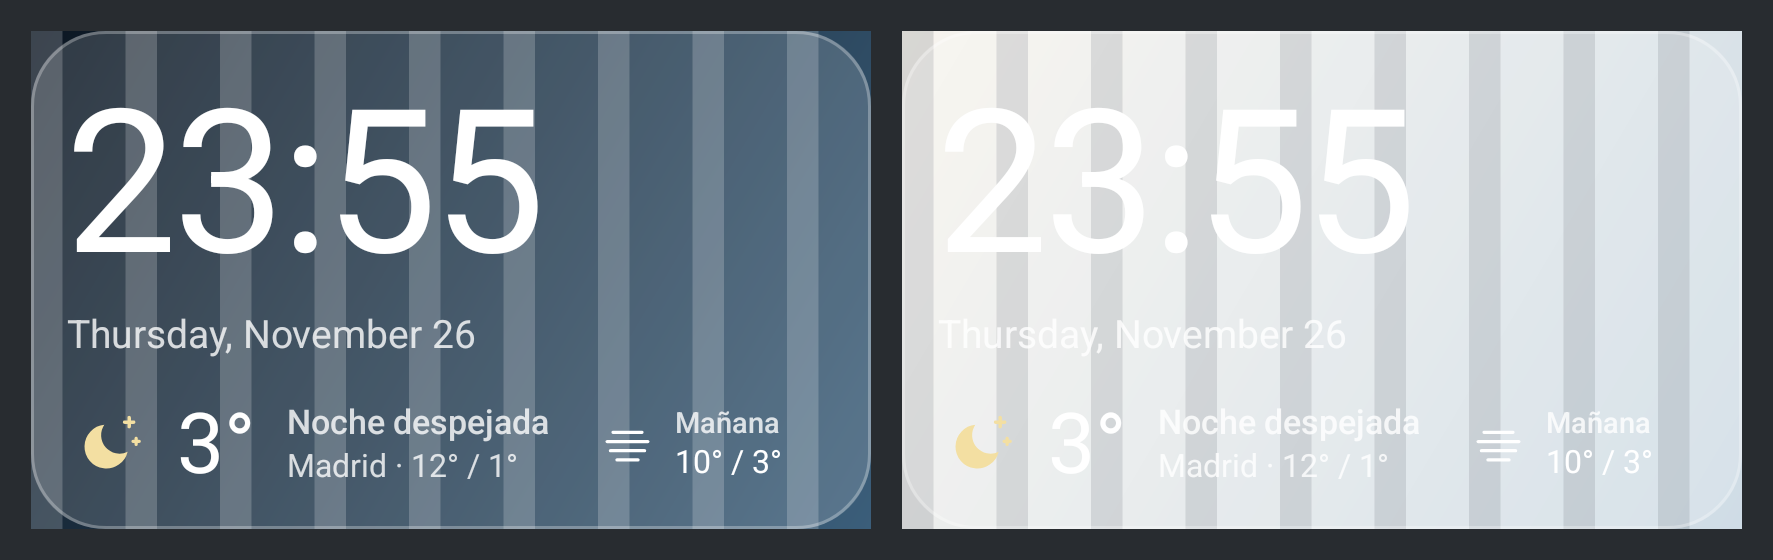 23:55
Thursday, November 26
3°
Noche despejada
Madrid · 12° / 1°
Mañana
10° / 3°
23:55
Thursday, November 26
3°
Noche despejada
Madrid · 12° / 1°
Mañana
10° / 3°